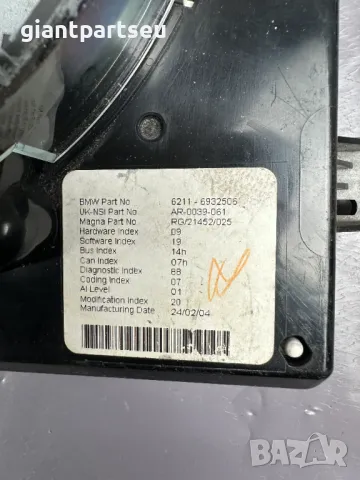 giantpartseu
BMW Part No 6211 - 6932506
UK-NSI Part No AR-0039-061
Magna Part No RG/21452/025
Hardware Index 09
Software Index 19
Bus Index 14h
Can Index 07h
Diagnostic Index 88
Coding Index 07
AI Level 01
Modification Index 20
Manufacturing Date 24/02/04
BAZAR
bg